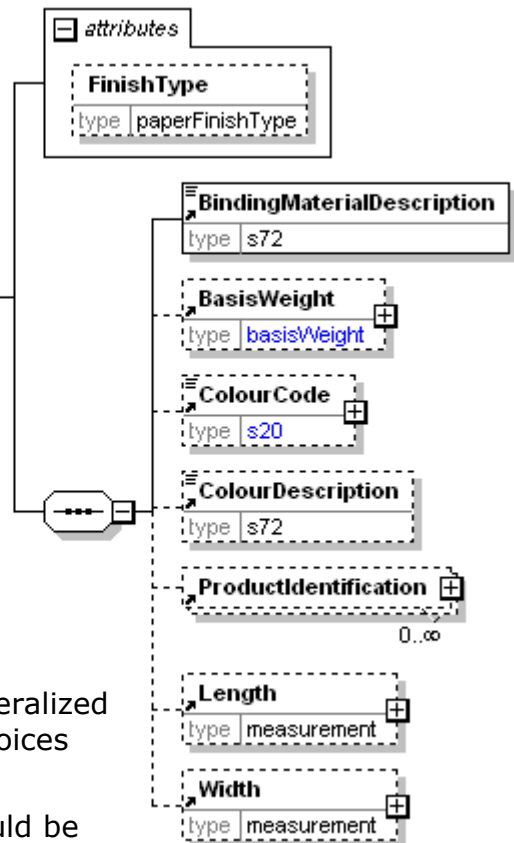 attributes
FinishType
type paperFinishType
BindingMaterialDescription
type s72
BasisWeight
type basisWeight
ColourCode
type s20
ColourDescription
type s72
ProductIdentification
0..∞
Length
type measurement
Width
type measurement
eralized
oices
uld be